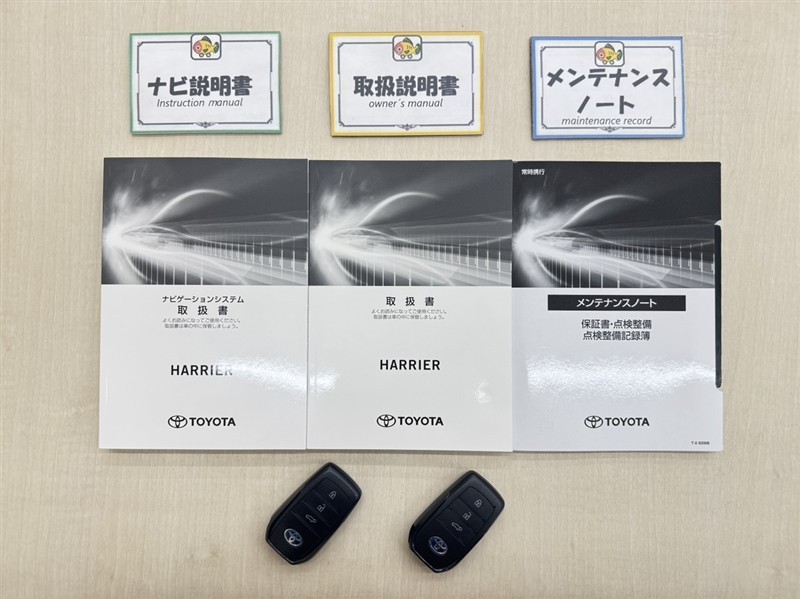 ナビ説明書
Instruction manual
取扱説明書
owner's manual
メンテナンス
ノート
maintenance record
ナビゲーションシステム
取扱書
よくお読みになってご使用ください。
取扱書は車の中に保管しましょう。
HARRIER
TOYOTA
取扱書
よくお読みになってご使用ください。
取扱書は車の中に保管しましょう。
HARRIER
TOYOTA
常時携行
メンテナンスノート
保証書・点検整備
点検整備記録簿
TOYOTA